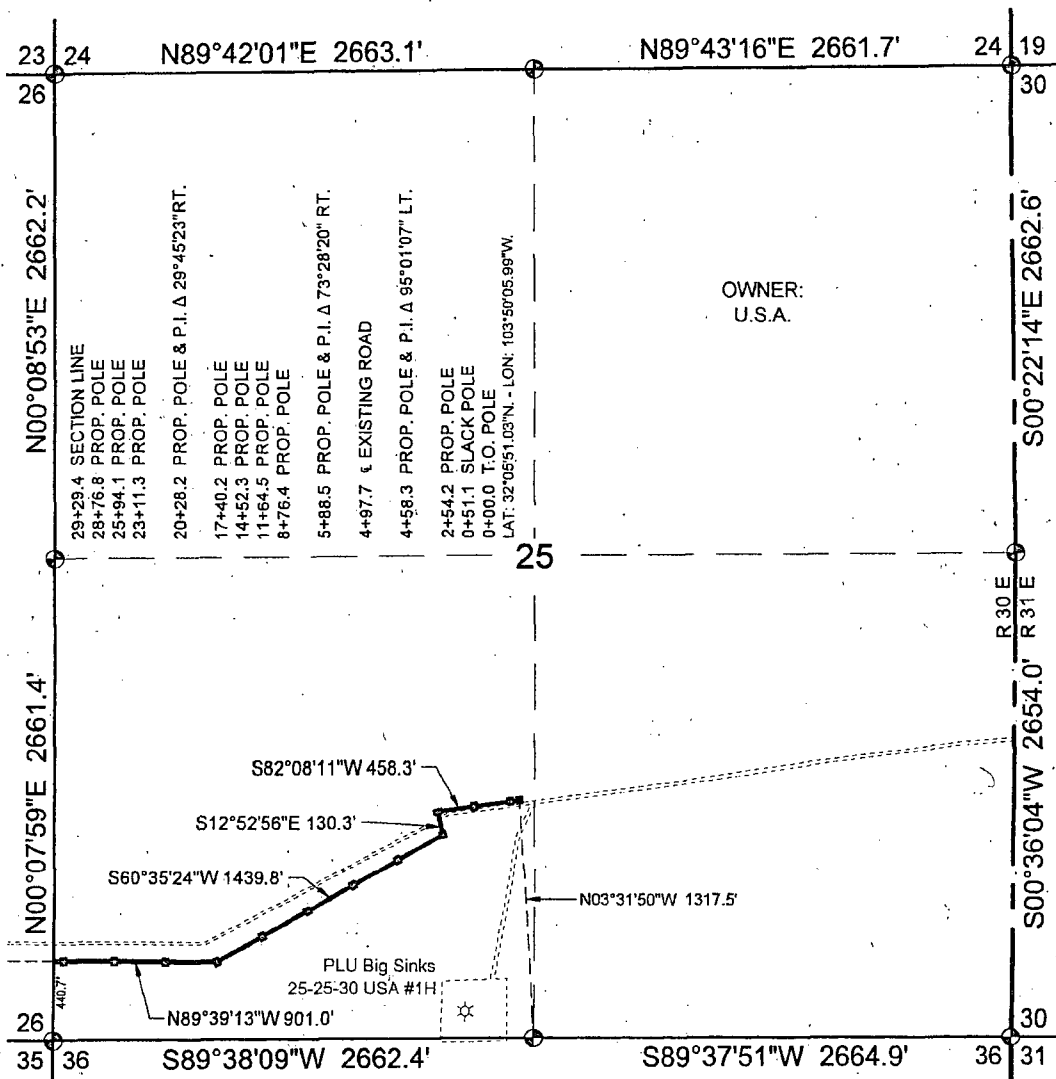 N89°42'01"E 2663.1'
N89°43'16"E 2661.7'
23 24
26
24 19
30
N00°08'53"E 2662.2'
29+29.4 SECTION LINE
28+76.8 PROP. POLE
25+94.1 PROP. POLE
23+11.3 PROP. POLE
20+28.2 PROP. POLE & P.I. Δ 29°45'23"RT.
17+40.2 PROP. POLE
14+52.3 PROP. POLE
11+64.5 PROP. POLE
8+76.4 PROP. POLE
5+88.5 PROP. POLE & P.I. Δ 73°28'20" RT.
4+97.7 ℄ EXISTING ROAD
4+58.3 PROP. POLE & P.I. Δ 95°01'07" LT.
2+54.2 PROP. POLE
0+51.1 SLACK POLE
0+00.0 T.O. POLE
LAT: 32°05'51.03"N. - LON: 103°50'05.99"W.
OWNER:
U.S.A.
S00°22'14"E 2662.6'
25
R 30 E
R 31 E
N00°07'59"E 2661.4'
S82°08'11"W 458.3'
S12°52'56"E 130.3'
S60°35'24"W 1439.8'
N03°31'50"W 1317.5'
S00°36'04"W 2654.0'
PLU Big Sinks
25-25-30 USA #1H
440.7'
N89°39'13"W 901.0'
26
35 36
S89°38'09"W 2662.4'
S89°37'51"W 2664.9'
30
36 31